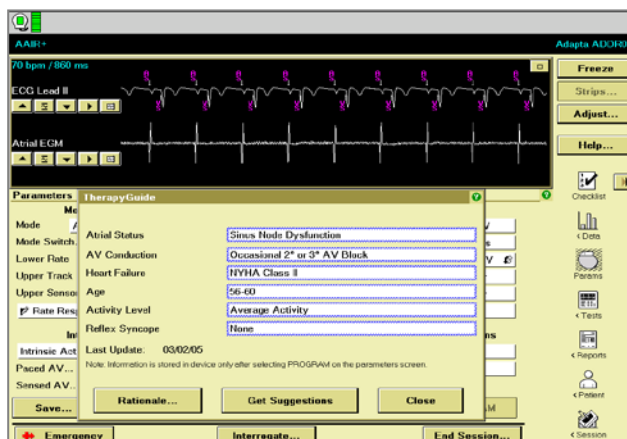 AAIR+ Adapta ADDR0
70 bpm / 860 ms
ECG Lead II
Atrial EGM
Freeze
Strips...
Adjust...
Help...
Checklist
< Data
Params
< Tests
< Reports
< Patient
< Session
Parameters
Mode
Mode Switch.
Lower Rate
Upper Track
Upper Senso
Rate Resp
Intrinsic Act
Paced AV...
Sensed AV..
Save...
TherapyGuide
Atrial Status Sinus Node Dysfunction
AV Conduction Occasional 2° or 3° AV Block
Heart Failure NYHA Class II
Age 56-60
Activity Level Average Activity
Reflex Syncope None
Last Update: 03/02/05
Note: Information is stored in device only after selecting PROGRAM on the parameters screen.
Rationale... Get Suggestions Close
Emergency Interrogate... End Session...